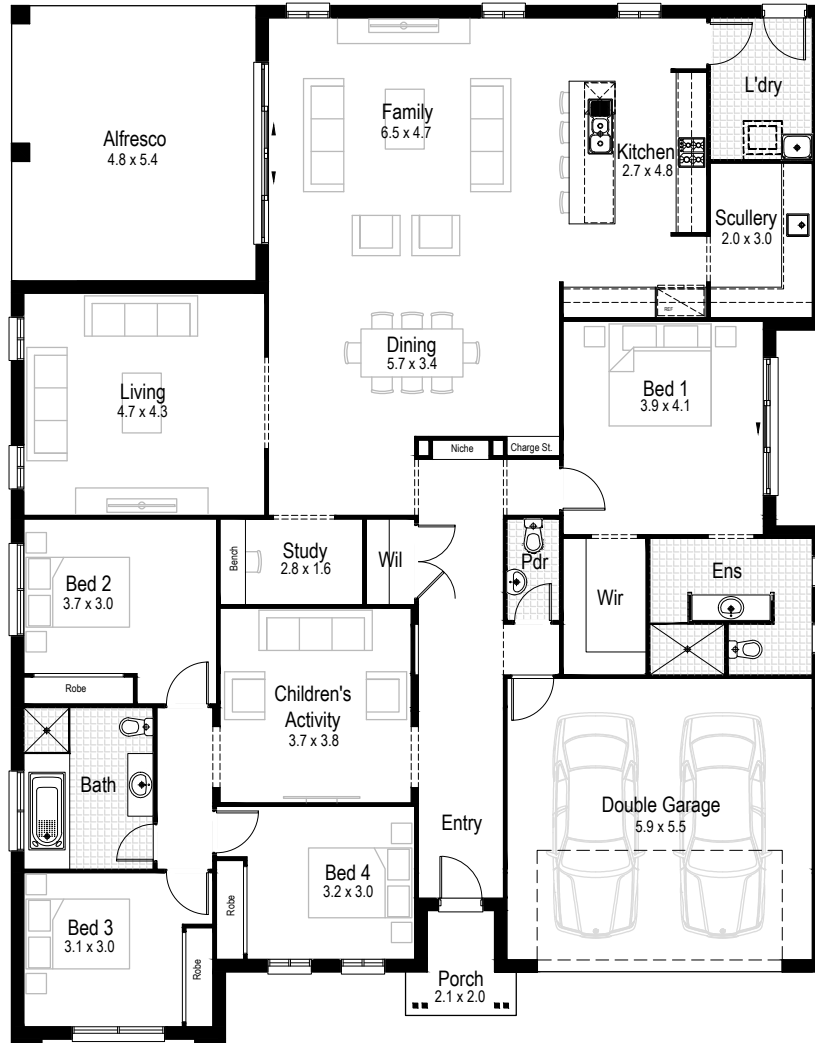 Alfresco
4.8 x 5.4
Family
6.5 x 4.7
Kitchen
2.7 x 4.8
L'dry
Scullery
2.0 x 3.0
REF
Living
4.7 x 4.3
Dining
5.7 x 3.4
Bed 1
3.9 x 4.1
Niche
Charge St.
Bed 2
3.7 x 3.0
Robe
Bench
Study
2.8 x 1.6
Wil
Pdr
Wir
Ens
Children's
Activity
3.7 x 3.8
Bath
Entry
Double Garage
5.9 x 5.5
Bed 4
3.2 x 3.0
Robe
Bed 3
3.1 x 3.0
Robe
Porch
2.1 x 2.0